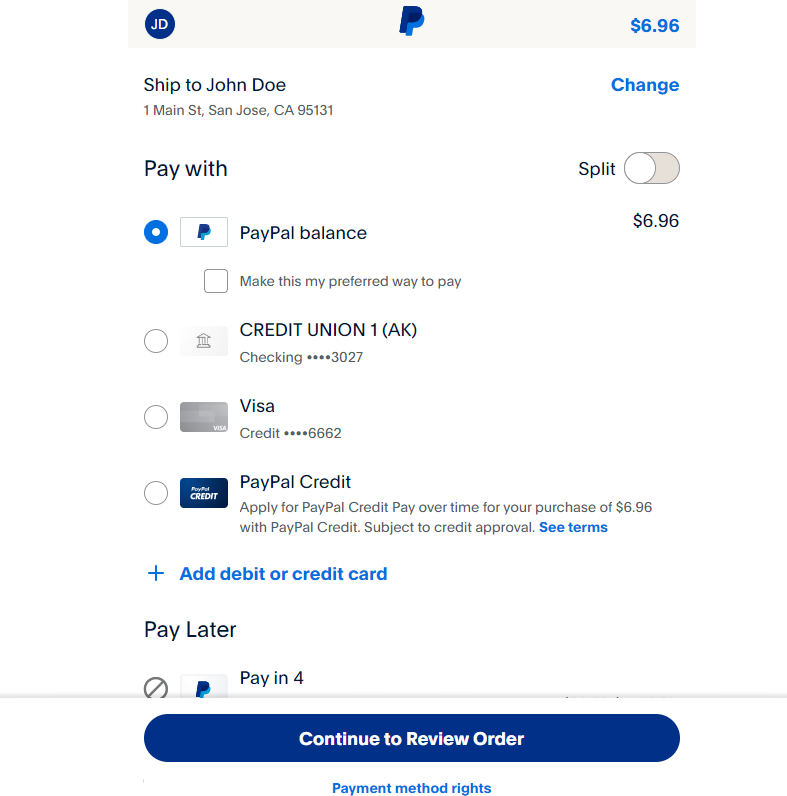 JD
$6.96
Ship to John Doe
Change
1 Main St, San Jose, CA 95131
Pay with
Split
PayPal balance
$6.96
Make this my preferred way to pay
CREDIT UNION 1 (AK)
Checking ••••3027
VISA
Visa
Credit ••••6662
PayPal
CREDIT
PayPal Credit
Apply for PayPal Credit Pay over time for your purchase of $6.96
with PayPal Credit. Subject to credit approval. See terms
+ Add debit or credit card
Pay Later
Pay in 4
Continue to Review Order
Payment method rights